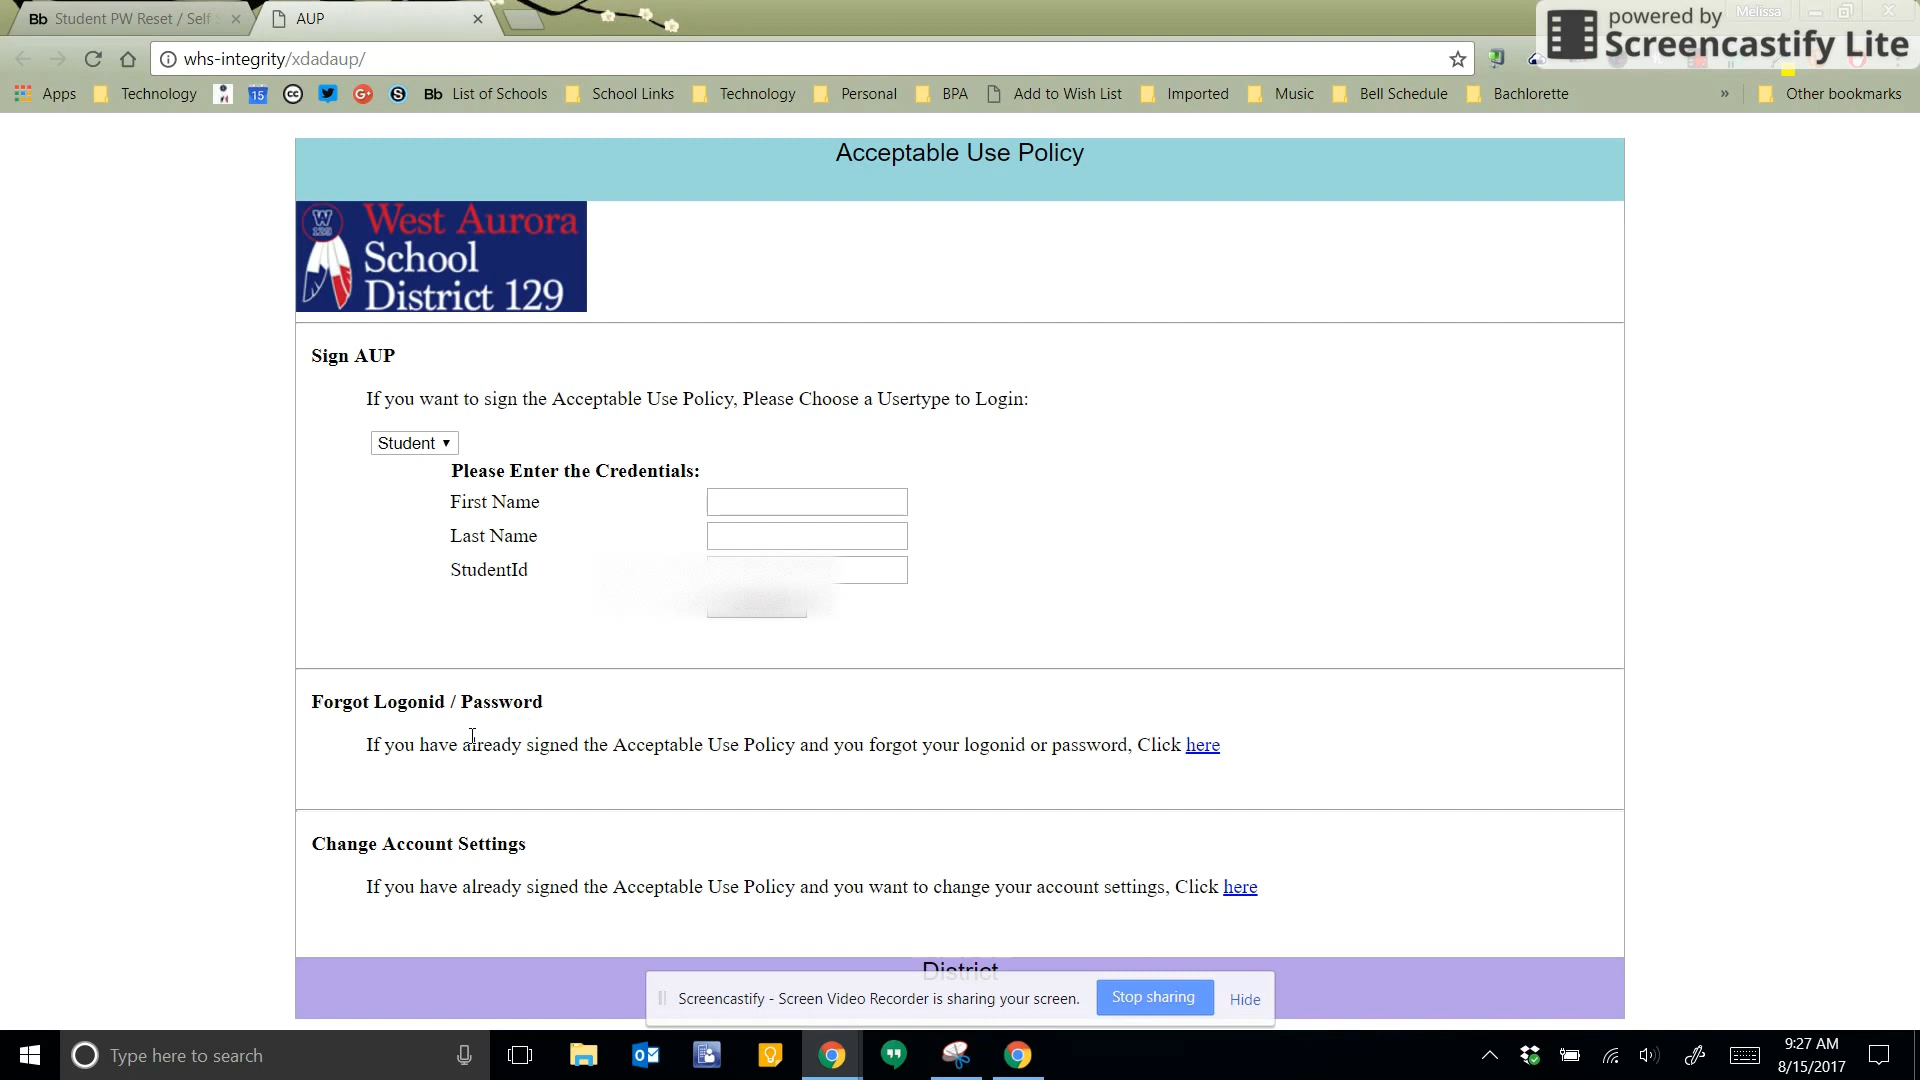 Bb Student PW Reset / Self
AUP
Melissa
powered by
Screencastify Lite
whs-integrity/xdadaup/
Apps
Technology
15
cc
G+
S
Bb List of Schools
School Links
Technology
Personal
BPA
Add to Wish List
Imported
Music
Bell Schedule
Bachlorette
»
Other bookmarks
Acceptable Use Policy
W
129
West Aurora
School
District 129
Sign AUP
If you want to sign the Acceptable Use Policy, Please Choose a Usertype to Login:
Student
Please Enter the Credentials:
First Name
Last Name
StudentId
Forgot Logonid / Password
If you have already signed the Acceptable Use Policy and you forgot your logonid or password, Click here
Change Account Settings
If you have already signed the Acceptable Use Policy and you want to change your account settings, Click here
District
Screencastify - Screen Video Recorder is sharing your screen.
Stop sharing
Hide
Type here to search
9:27 AM
8/15/2017